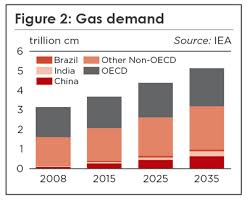 Figure 2: Gas demand
trillion cm Source: IEA
Brazil Other Non-OECD
India OECD
China
6
5
4
3
2
1
0
2008 2015 2025 2035